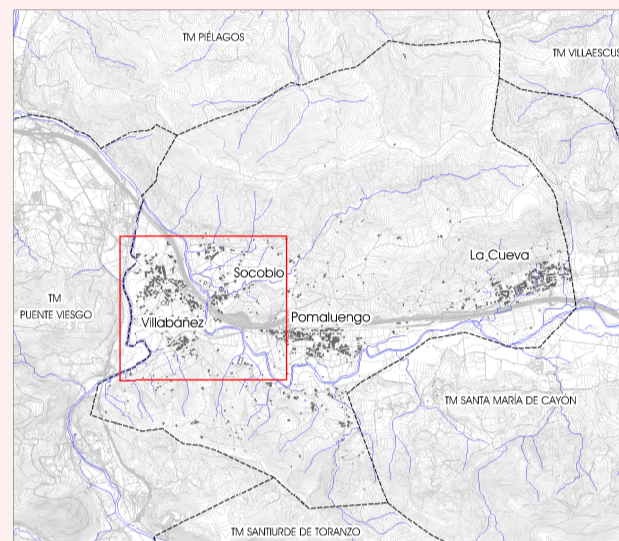 TM PIÉLAGOS
TM VILLAESCUS
La Cueva
Socobio
TM
PUENTE VIESGO
Villabáñez
Pomaluengo
TM SANTA MARÍA DE CAYÓN
TM SANTIURDE DE TORANZO